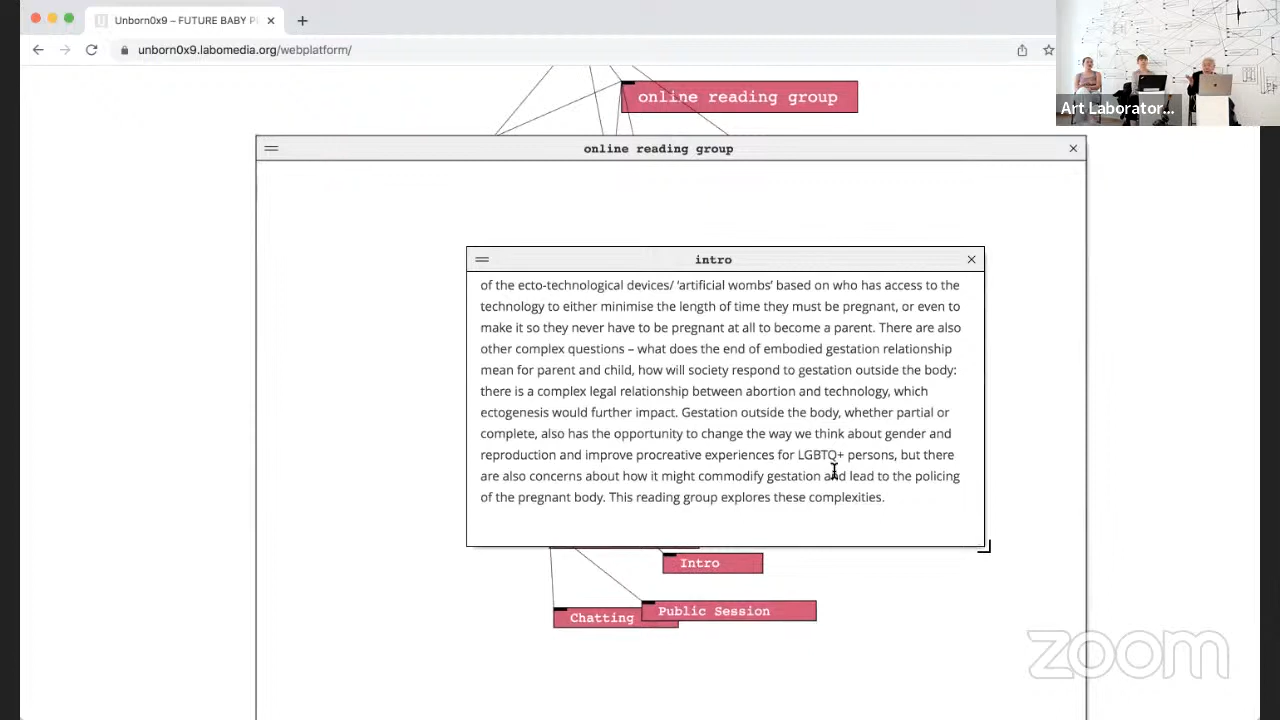 Unborn0x9 – FUTURE BABY P
unborn0x9.labomedia.org/webplatform/
Art Laborator...
online reading group
online reading group
intro
of the ecto-technological devices/ ‘artificial wombs’ based on who has access to the
technology to either minimise the length of time they must be pregnant, or even to
make it so they never have to be pregnant at all to become a parent. There are also
other complex questions – what does the end of embodied gestation relationship
mean for parent and child, how will society respond to gestation outside the body:
there is a complex legal relationship between abortion and technology, which
ectogenesis would further impact. Gestation outside the body, whether partial or
complete, also has the opportunity to change the way we think about gender and
reproduction and improve procreative experiences for LGBTQ+ persons, but there
are also concerns about how it might commodify gestation and lead to the policing
of the pregnant body. This reading group explores these complexities.
Intro
Public Session
Chatting
zoom